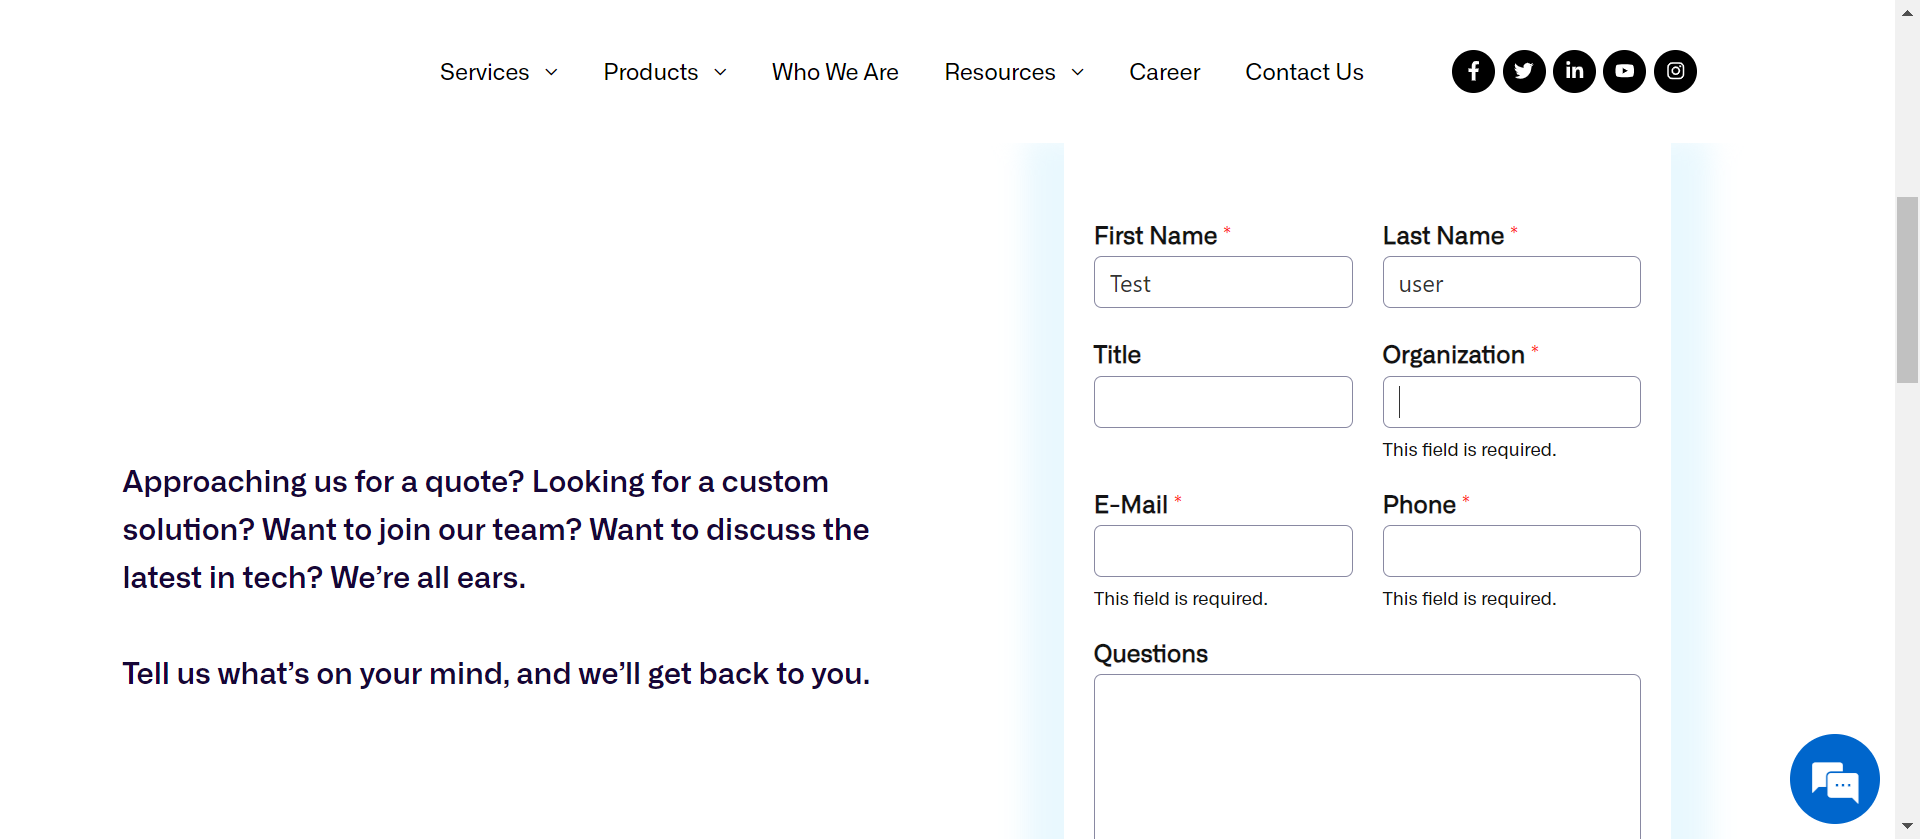 Services Products Who We Are Resources Career Contact Us
First Name * Last Name *
Test user
Title Organization *
This field is required.
E-Mail * Phone *
This field is required. This field is required.
Questions
Approaching us for a quote? Looking for a custom
solution? Want to join our team? Want to discuss the
latest in tech? We’re all ears.
Tell us what’s on your mind, and we’ll get back to you.